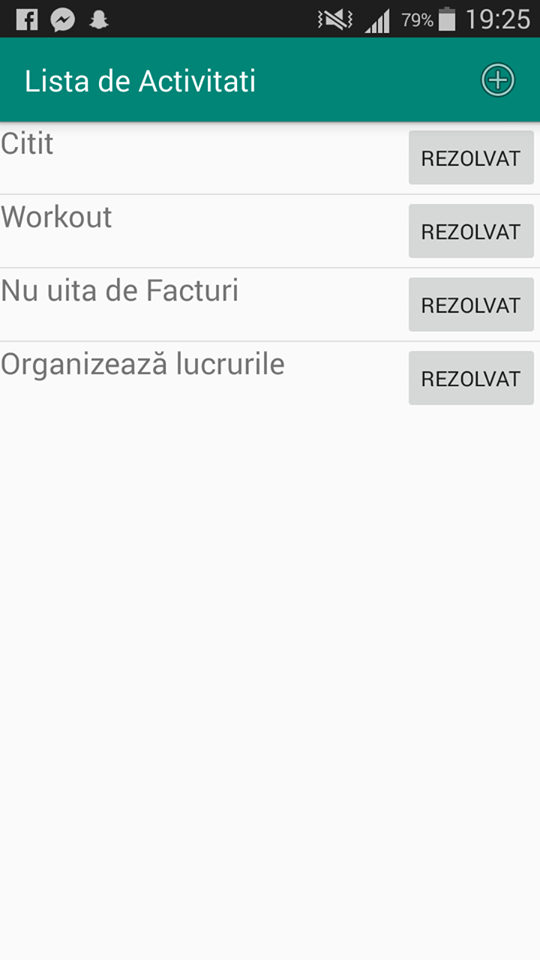 79% 19:25
Lista de Activitati
Citit
REZOLVAT
Workout
REZOLVAT
Nu uita de Facturi
REZOLVAT
Organizează lucrurile
REZOLVAT